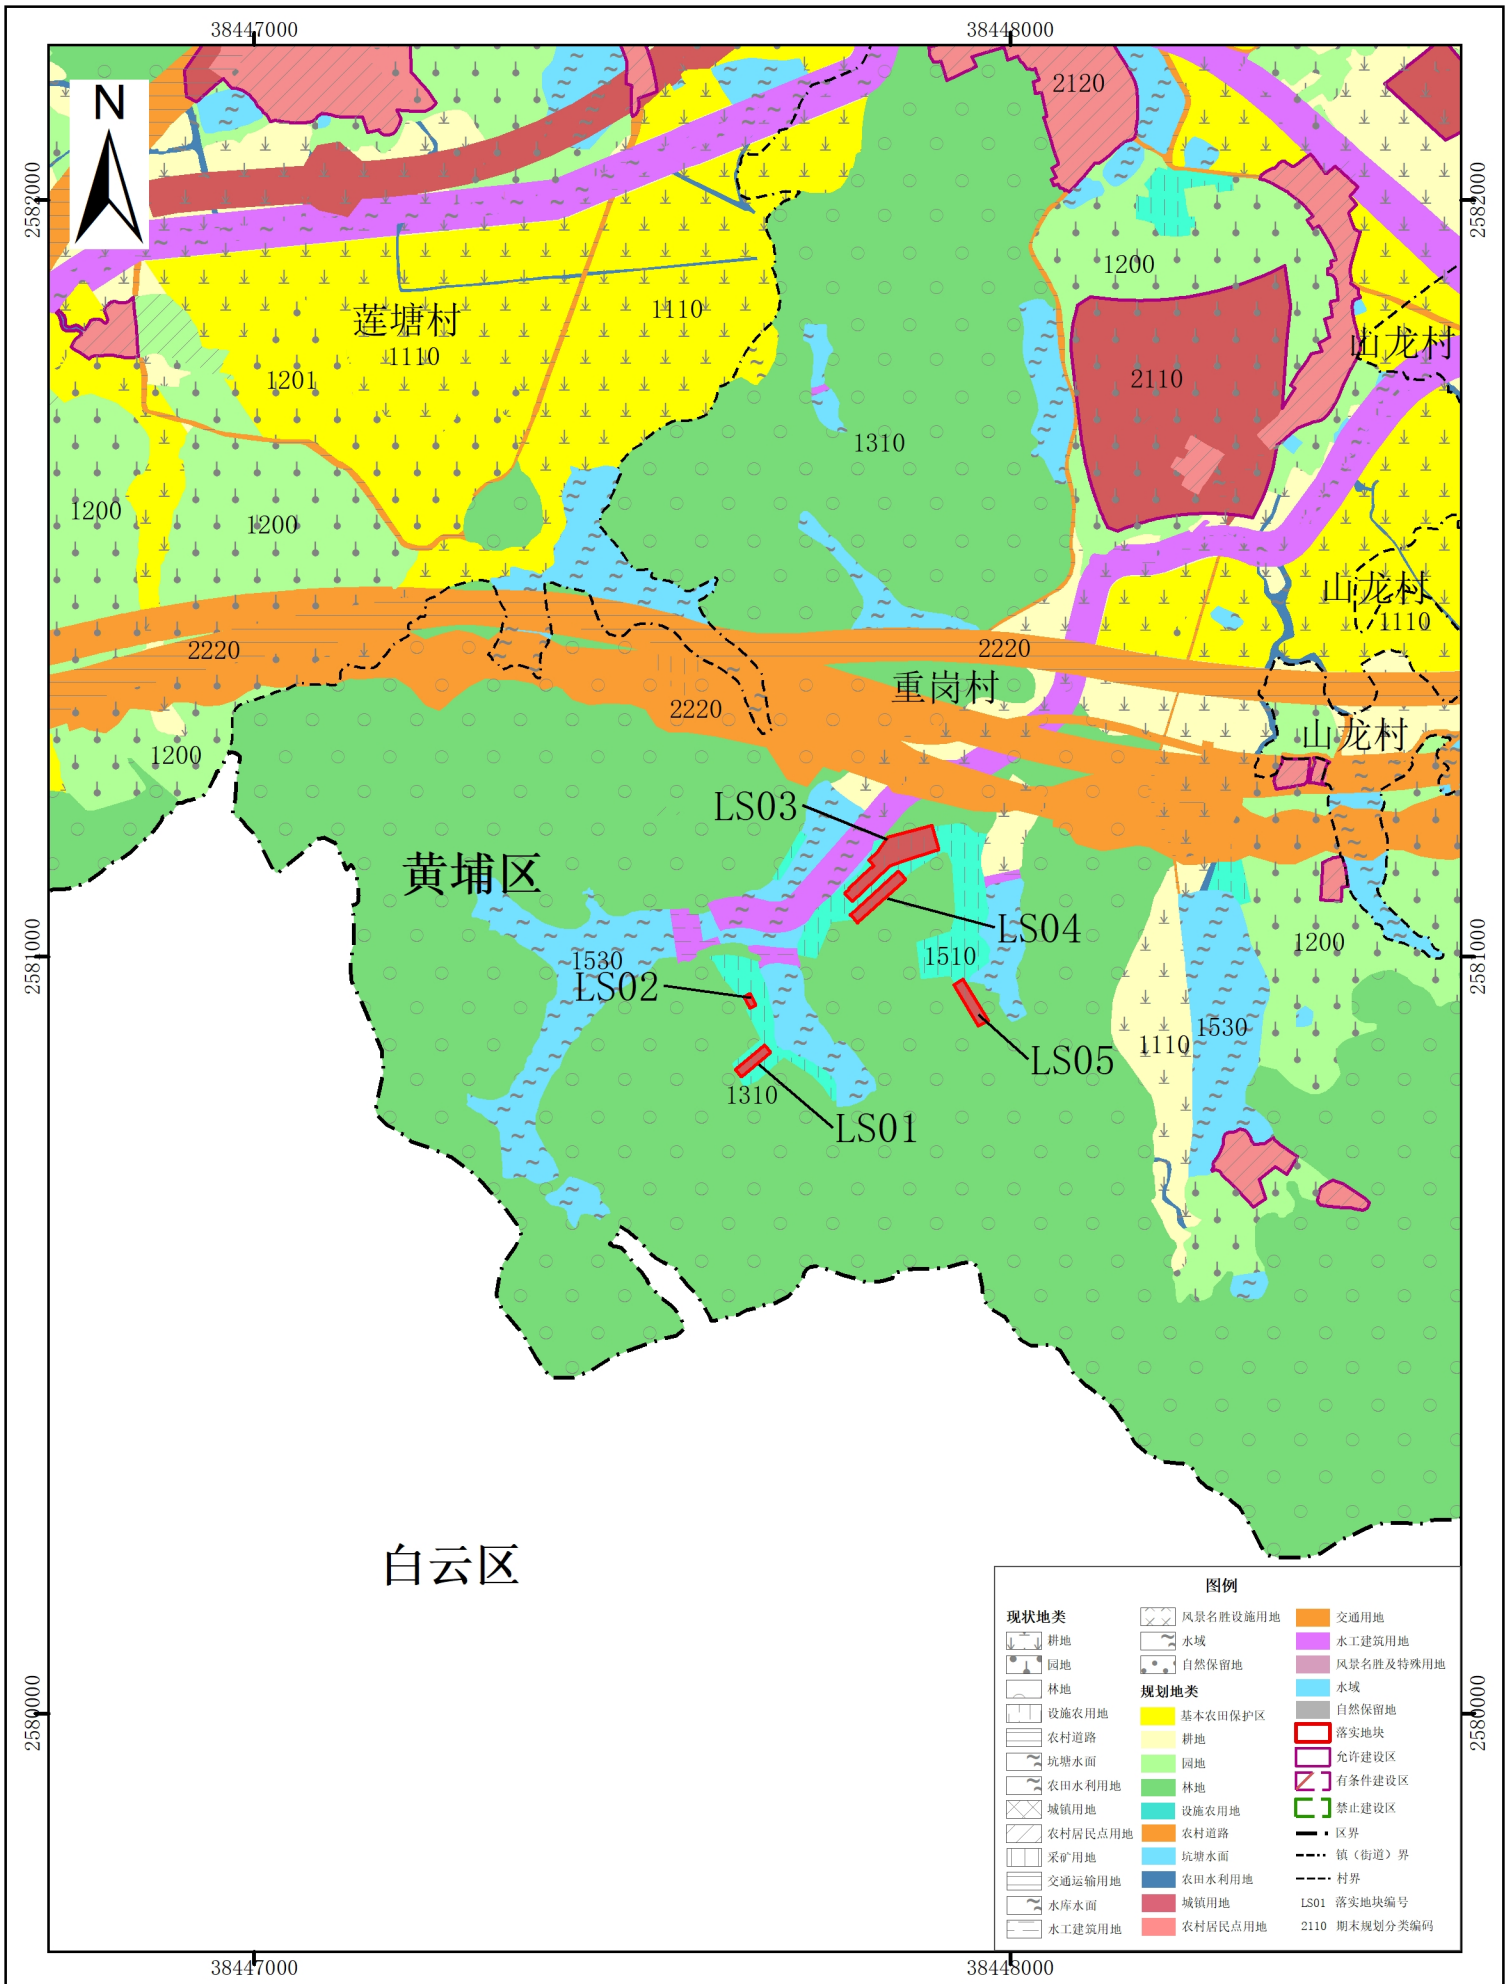 38447000
38448000
N
2120
2582000
2582000
1200
莲塘村
1110
1110
山龙村
1201
2110
1310
1200
1200
山龙村
1110
2220
2220
重岗村
2220
山龙村
1200
LS03
黄埔区
LS04
1200
2581000
2581000
1530
1510
LS02
1530
1110
LS05
1310
LS01
白云区
图例
现状地类
耕地
园地
林地
设施农用地
农村道路
坑塘水面
农田水利用地
城镇用地
农村居民点用地
采矿用地
交通运输用地
水库水面
水工建筑用地
风景名胜设施用地
水域
自然保留地
规划地类
基本农田保护区
耕地
园地
林地
设施农用地
农村道路
坑塘水面
农田水利用地
城镇用地
农村居民点用地
交通用地
水工建筑用地
风景名胜及特殊用地
水域
自然保留地
落实地块
允许建设区
有条件建设区
禁止建设区
区界
镇（街道）界
村界
LS01 落实地块编号
2110 期末规划分类编码
2580000
2580000
38447000
38448000